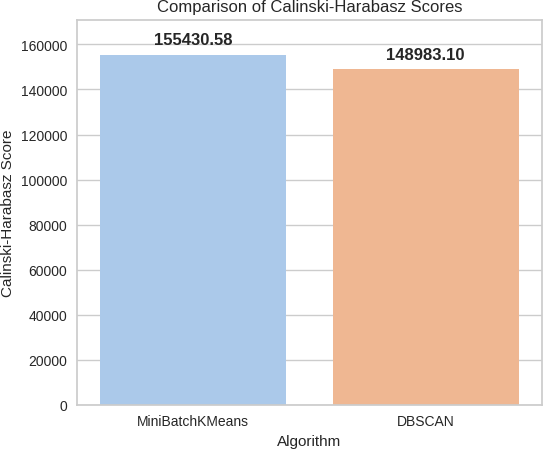 Comparison of Calinski-Harabasz Scores
155430.58
148983.10
Calinski-Harabasz Score
160000
140000
120000
100000
80000
60000
40000
20000
0
MiniBatchKMeans
DBSCAN
Algorithm